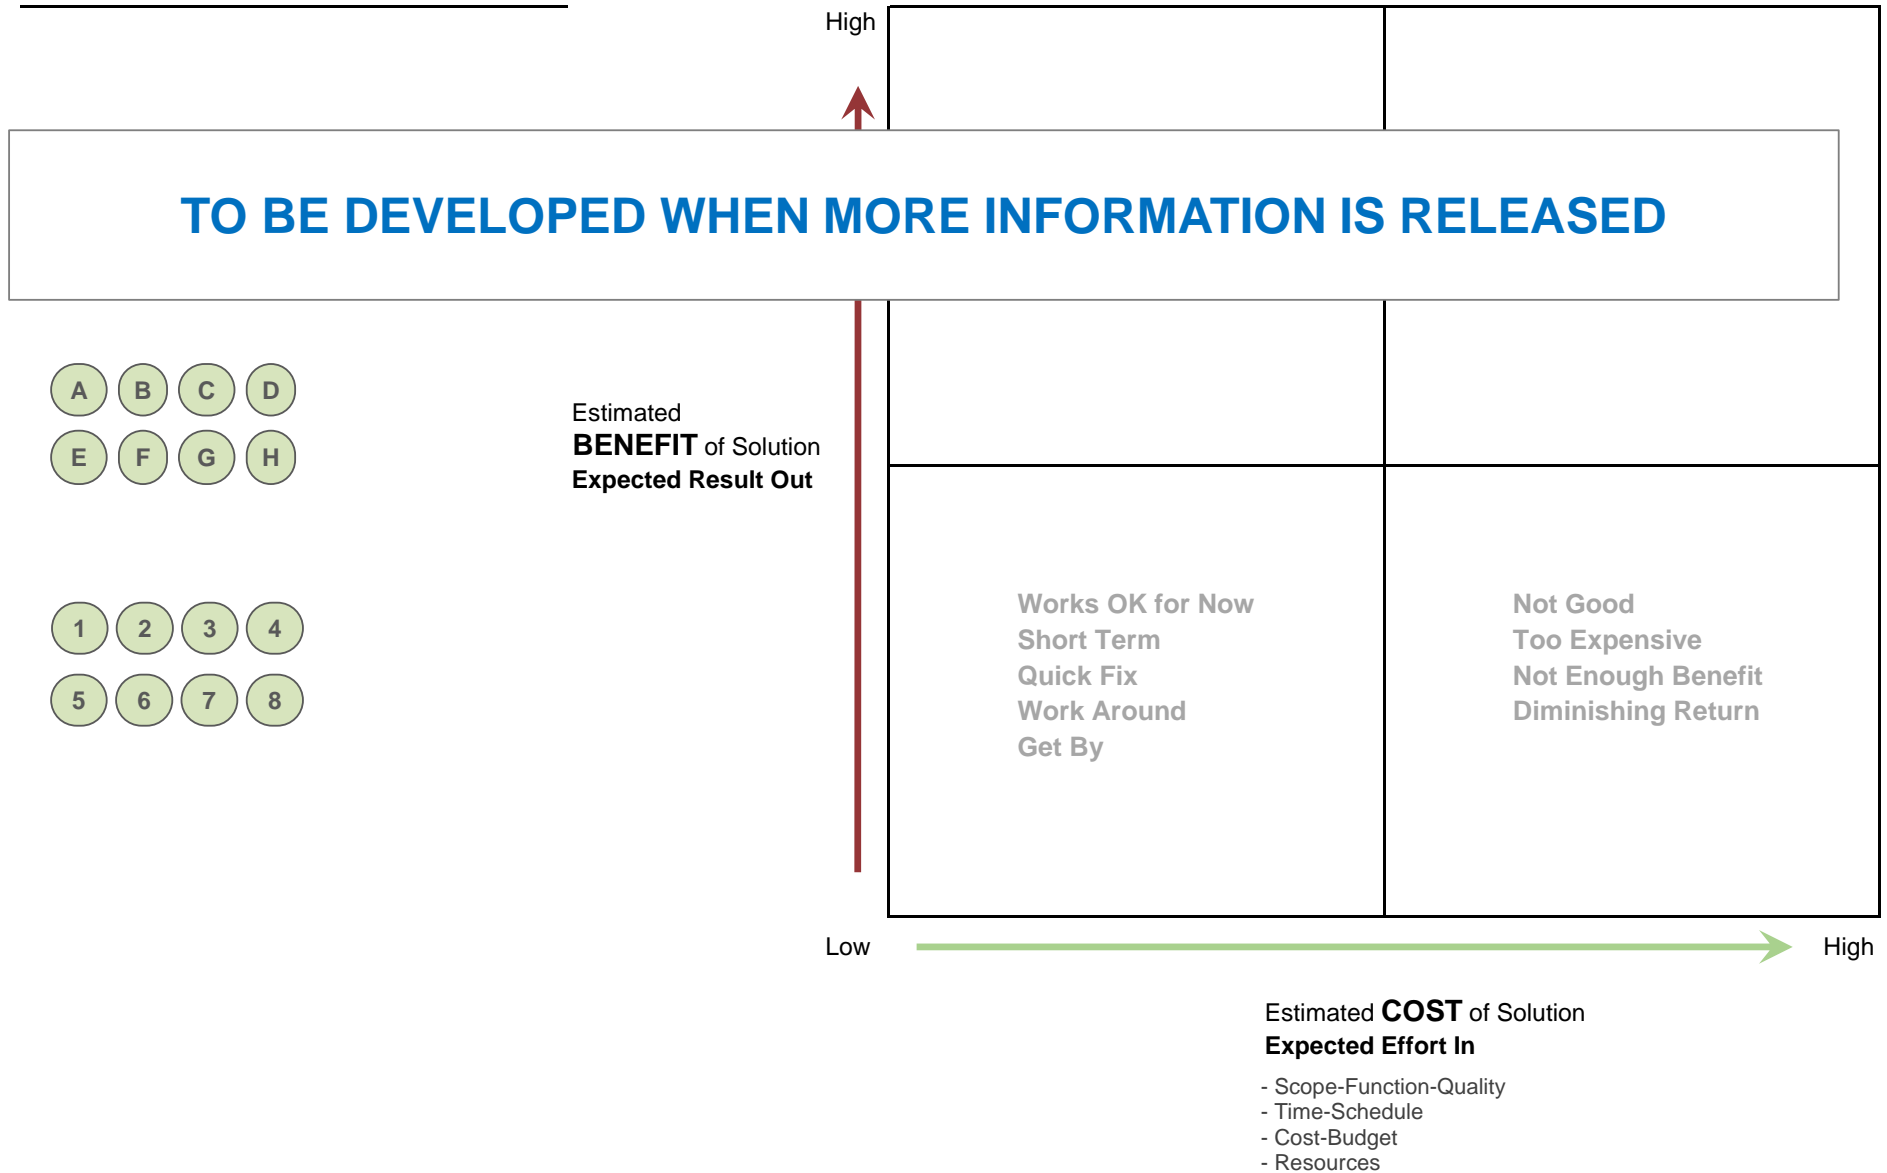 High
TO BE DEVELOPED WHEN MORE INFORMATION IS RELEASED
A B C D
E F G H
Estimated
BENEFIT of Solution
Expected Result Out
1 2 3 4
5 6 7 8
Works OK for Now
Short Term
Quick Fix
Work Around
Get By
Not Good
Too Expensive
Not Enough Benefit
Diminishing Return
Low
High
Estimated COST of Solution
Expected Effort In
- Scope-Function-Quality
- Time-Schedule
- Cost-Budget
- Resources